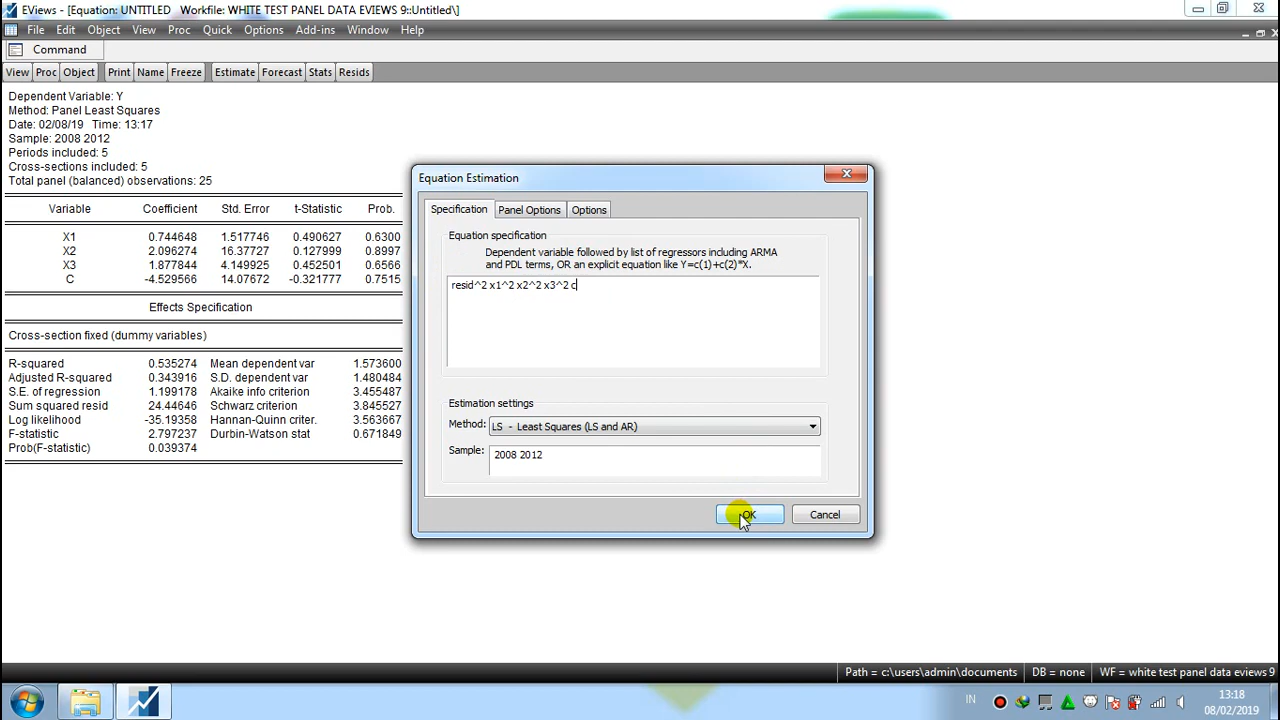 EViews - [Equation: UNTITLED   Workfile: WHITE TEST PANEL DATA EVIEWS 9::Untitled\]
File Edit Object View Proc Quick Options Add-ins Window Help
Command
View Proc Object Print Name Freeze Estimate Forecast Stats Resids
Dependent Variable: Y
Method: Panel Least Squares
Date: 02/08/19   Time: 13:17
Sample: 2008 2012
Periods included: 5
Cross-sections included: 5
Total panel (balanced) observations: 25
Variable Coefficient Std. Error t-Statistic Prob.
X1 0.744648 1.517746 0.490627 0.6300
X2 2.096274 16.37727 0.127999 0.8997
X3 1.877844 4.149925 0.452501 0.6566
C -4.529566 14.07672 -0.321777 0.7515
Effects Specification
Cross-section fixed (dummy variables)
R-squared 0.535274 Mean dependent var 1.573600
Adjusted R-squared 0.343916 S.D. dependent var 1.480484
S.E. of regression 1.199178 Akaike info criterion 3.455487
Sum squared resid 24.44646 Schwarz criterion 3.845527
Log likelihood -35.19358 Hannan-Quinn criter. 3.563667
F-statistic 2.797237 Durbin-Watson stat 0.671849
Prob(F-statistic) 0.039374
Equation Estimation
Specification Panel Options Options
Equation specification
Dependent variable followed by list of regressors including ARMA
and PDL terms, OR an explicit equation like Y=c(1)+c(2)*X.
resid^2 x1^2 x2^2 x3^2 c
Estimation settings
Method: LS - Least Squares (LS and AR)
Sample: 2008 2012
OK Cancel
Path = c:\users\admin\documents DB = none WF = white test panel data eviews 9
IN 13:18
08/02/2019